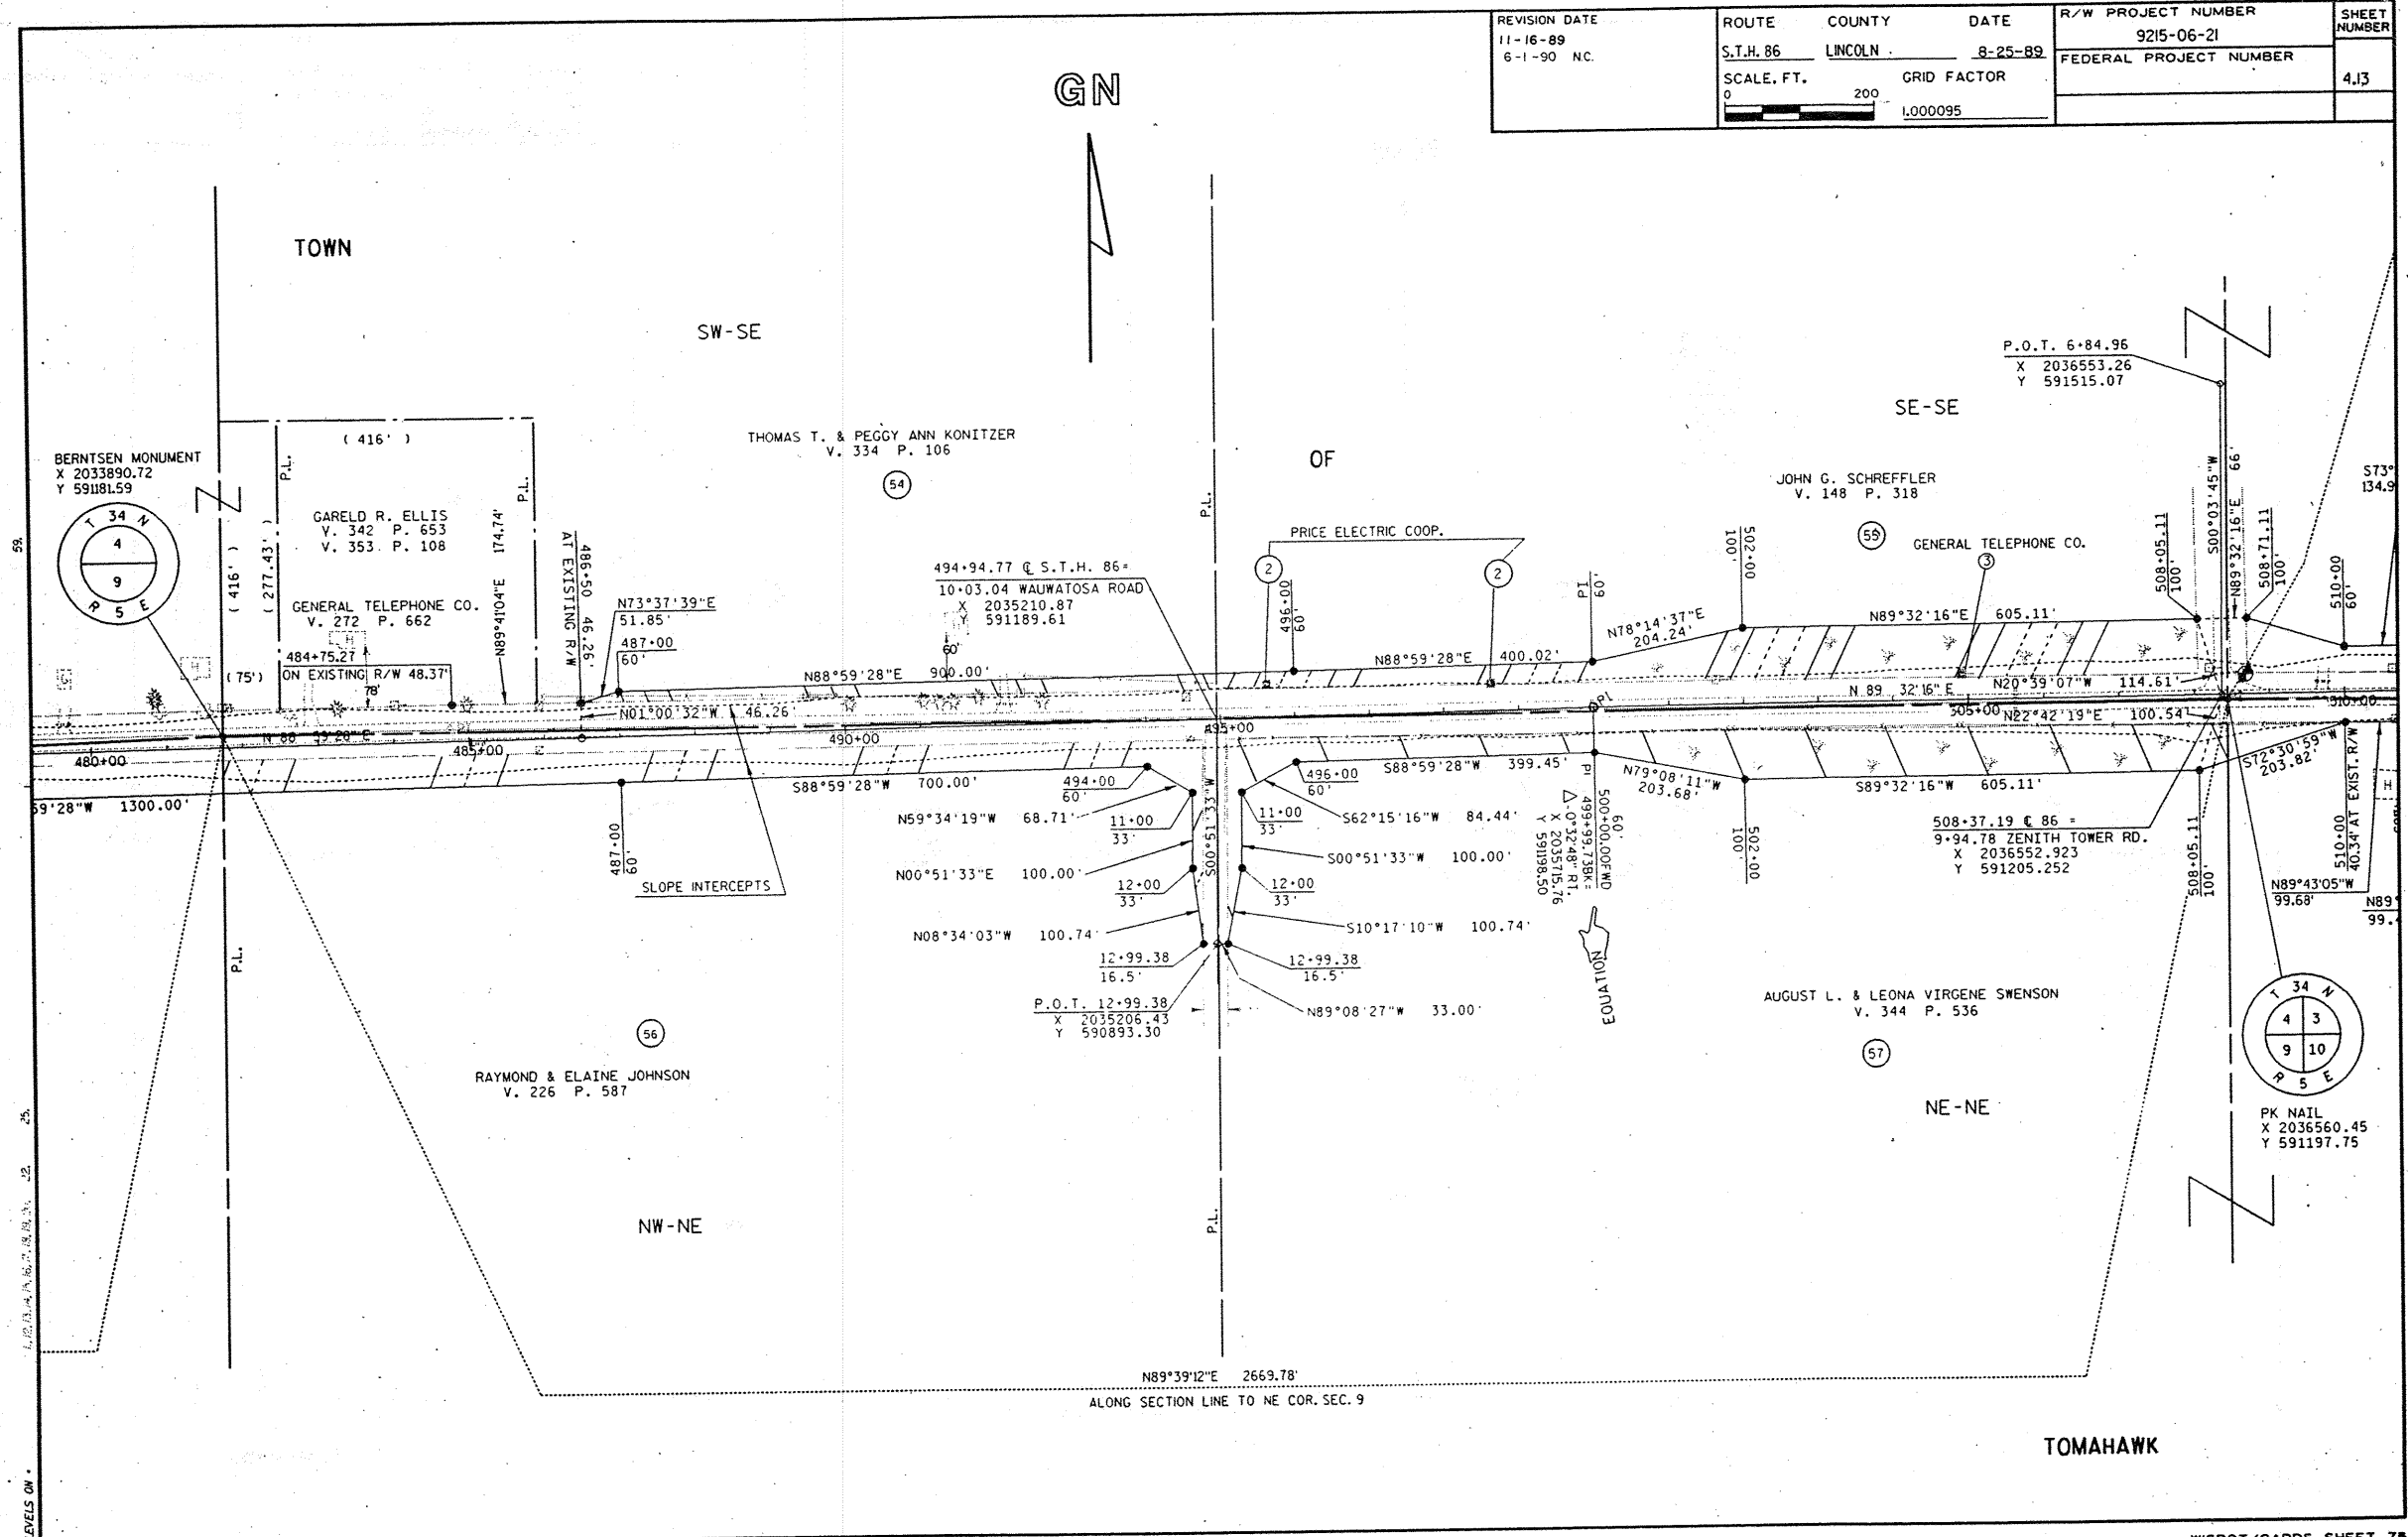 REVISION DATE
11-16-89
6-1-90 N.C.
ROUTE COUNTY DATE
S.T.H. 86 LINCOLN 8-25-89
SCALE, FT. GRID FACTOR
0 200
1.000095
R/W PROJECT NUMBER
9215-06-21
FEDERAL PROJECT NUMBER
SHEET
NUMBER
4.13
GN
TOWN
SW-SE
OF
SE-SE
P.O.T. 6+84.96
X 2036553.26
Y 591515.07
BERNTSEN MONUMENT
X 2033890.72
Y 591181.59
T 34 N
4
9
R 5 E
( 416' )
P.L.
P.L.
GARELD R. ELLIS
V. 342 P. 653
V. 353 P. 108
( 416' )
( 277.43' )
(75')
GENERAL TELEPHONE CO.
V. 272 P. 662
484+75.27
ON EXISTING R/W 48.37'
78'
N89°41'04"E 174.74'
486+50 46.26'
AT EXISTING R/W
THOMAS T. & PEGGY ANN KONITZER
V. 334 P. 106
54
N73°37'39"E
51.85'
487+00
60'
494+94.77 ℄ S.T.H. 86=
10+03.04 WAUWATOSA ROAD
X 2035210.87
Y 591189.61
60'
N88°59'28"E 900.00'
N01°00'32"W 46.26'
P.L.
PRICE ELECTRIC COOP.
2
2
496+00
60'
N88°59'28"E 400.02'
60'
PI
502+00
100'
N78°14'37"E
204.24'
JOHN G. SCHREFFLER
V. 148 P. 318
55
GENERAL TELEPHONE CO.
3
N89°32'16"E 605.11'
508+05.11
100'
S00°03'45"W
66'
N89°32'16"E
508+71.11
100'
510+00
60'
S73°
134.9
N 89 32'16" E
N20°39'07"W 114.61'
N22°42'19"E 100.54'
N 88 59'28" E
480+00
485+00
490+00
495+00
PI
505+00
510+00
59'28"W 1300.00'
S88°59'28"W 700.00'
487+00
60'
SLOPE INTERCEPTS
494+00
60'
N59°34'19"W 68.71'
11+00
33'
N00°51'33"E 100.00'
12+00
33'
N08°34'03"W 100.74'
12+99.38
16.5'
P.O.T. 12+99.38
X 2035206.43
Y 590893.30
S00°51'33"W
496+00
60'
S62°15'16"W 84.44'
11+00
33'
S00°51'33"W 100.00'
12+00
33'
S10°17'10"W 100.74'
12+99.38
16.5'
N89°08'27"W 33.00'
S88°59'28"W 399.45'
PI
60'
500+00.00FWD
499+99.73BK=
△-0°32'48" RT.
X 2035715.76
Y 591198.50
EQUATION
N79°08'11"W
203.68'
502+00
100'
S89°32'16"W 605.11'
508+37.19 ℄ 86 =
9+94.78 ZENITH TOWER RD.
X 2036552.923
Y 591205.252
508+05.11
100'
S72°30'59"W
203.82'
510+00
40.34' AT EXIST. R/W
N89°43'05"W
99.68'
N89°
99.4
H
H
H
P.L.
56
RAYMOND & ELAINE JOHNSON
V. 226 P. 587
AUGUST L. & LEONA VIRGENE SWENSON
V. 344 P. 536
57
T 34 N
4 3
9 10
R 5 E
PK NAIL
X 2036560.45
Y 591197.75
NE-NE
NW-NE
P.L.
N89°39'12"E 2669.78'
ALONG SECTION LINE TO NE COR. SEC. 9
TOMAHAWK
59.
25.
EVELS ON